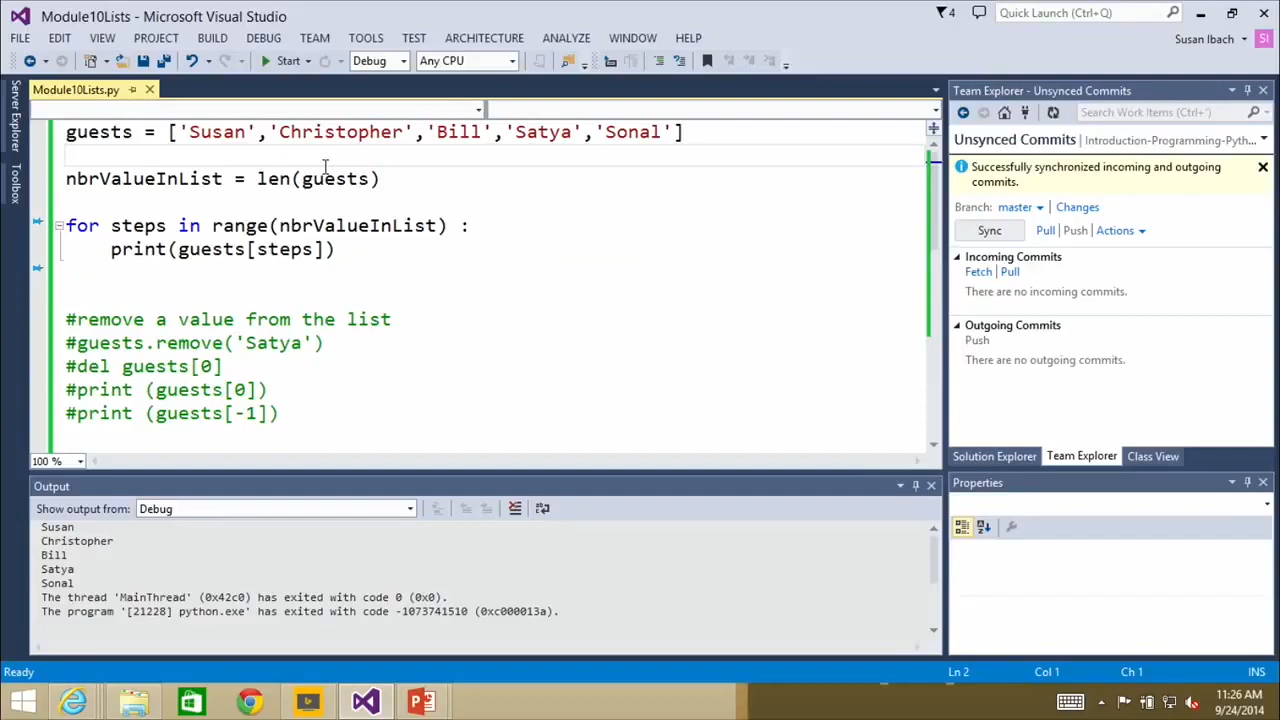 Module10Lists - Microsoft Visual Studio
4
Quick Launch (Ctrl+Q)
FILE EDIT VIEW PROJECT BUILD DEBUG TEAM TOOLS TEST ARCHITECTURE ANALYZE WINDOW HELP
Susan Ibach
SI
Start
Debug
Any CPU
Server Explorer
Toolbox
Module10Lists.py
guests = ['Susan','Christopher','Bill','Satya','Sonal']
nbrValueInList = len(guests)
for steps in range(nbrValueInList) :
print(guests[steps])
#remove a value from the list
#guests.remove('Satya')
#del guests[0]
#print (guests[0])
#print (guests[-1])
100 %
Output
Show output from: Debug
Susan
Christopher
Bill
Satya
Sonal
The thread 'MainThread' (0x42c0) has exited with code 0 (0x0).
The program '[21228] python.exe' has exited with code -1073741510 (0xc000013a).
Team Explorer - Unsynced Commits
Search Work Items (Ctrl+')
Unsynced Commits | Introduction-Programming-Pyth...
Successfully synchronized incoming and outgoing
commits.
Branch: master Changes
Sync Pull Push Actions
Incoming Commits
Fetch | Pull
There are no incoming commits.
Outgoing Commits
Push
There are no outgoing commits.
Solution Explorer Team Explorer Class View
Properties
Ready
Ln 2 Col 1 Ch 1 INS
11:26 AM
9/24/2014